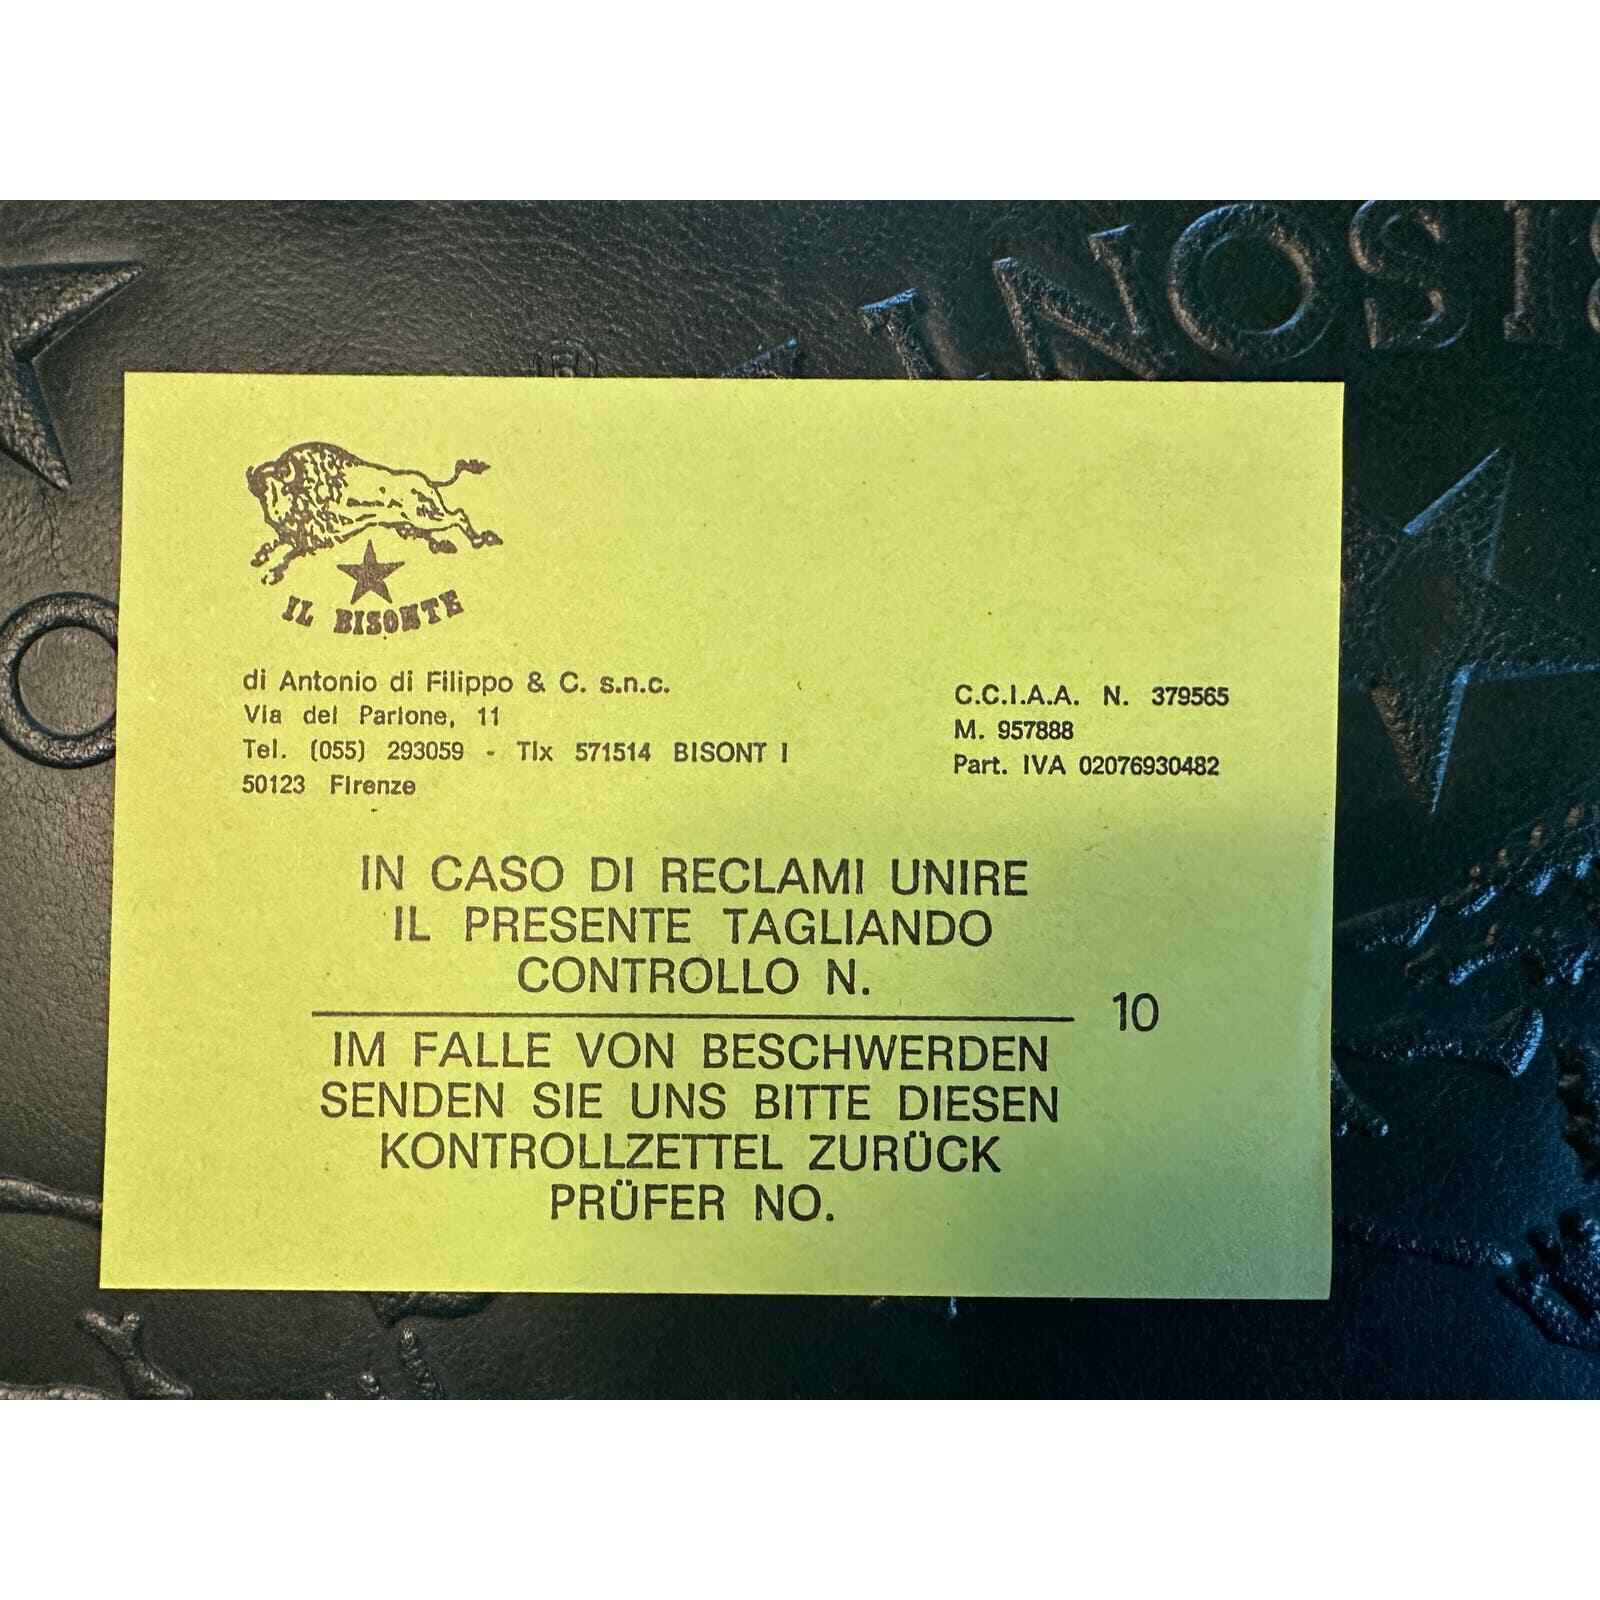 BISONT
IL BISONTE
di Antonio di Filippo & C. s.n.c.
Via del Parione, 11
Tel. (055) 293059 - Tlx 571514 BISONT I
50123 Firenze
C.C.I.A.A. N. 379565
M. 957888
Part. IVA 02076930482
IN CASO DI RECLAMI UNIRE
IL PRESENTE TAGLIANDO
CONTROLLO N.
10
IM FALLE VON BESCHWERDEN
SENDEN SIE UNS BITTE DIESEN
KONTROLLZETTEL ZURÜCK
PRÜFER NO.